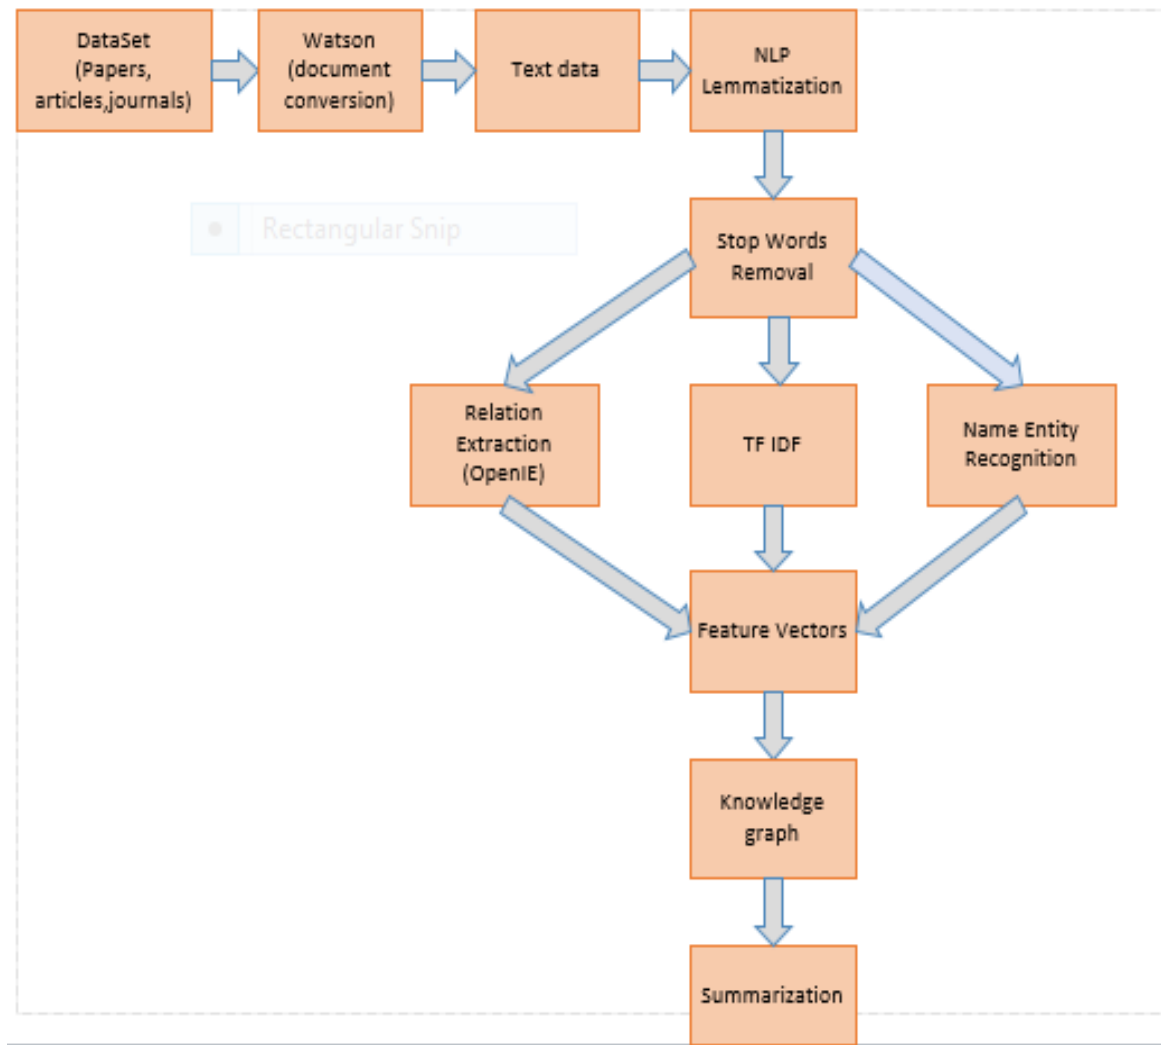 DataSet
(Papers,
articles,journals)
Watson
(document
conversion)
Text data
NLP
Lemmatization
Rectangular Snip
Stop Words
Removal
Relation
Extraction
(OpenIE)
TF IDF
Name Entity
Recognition
Feature Vectors
Knowledge
graph
Summarization